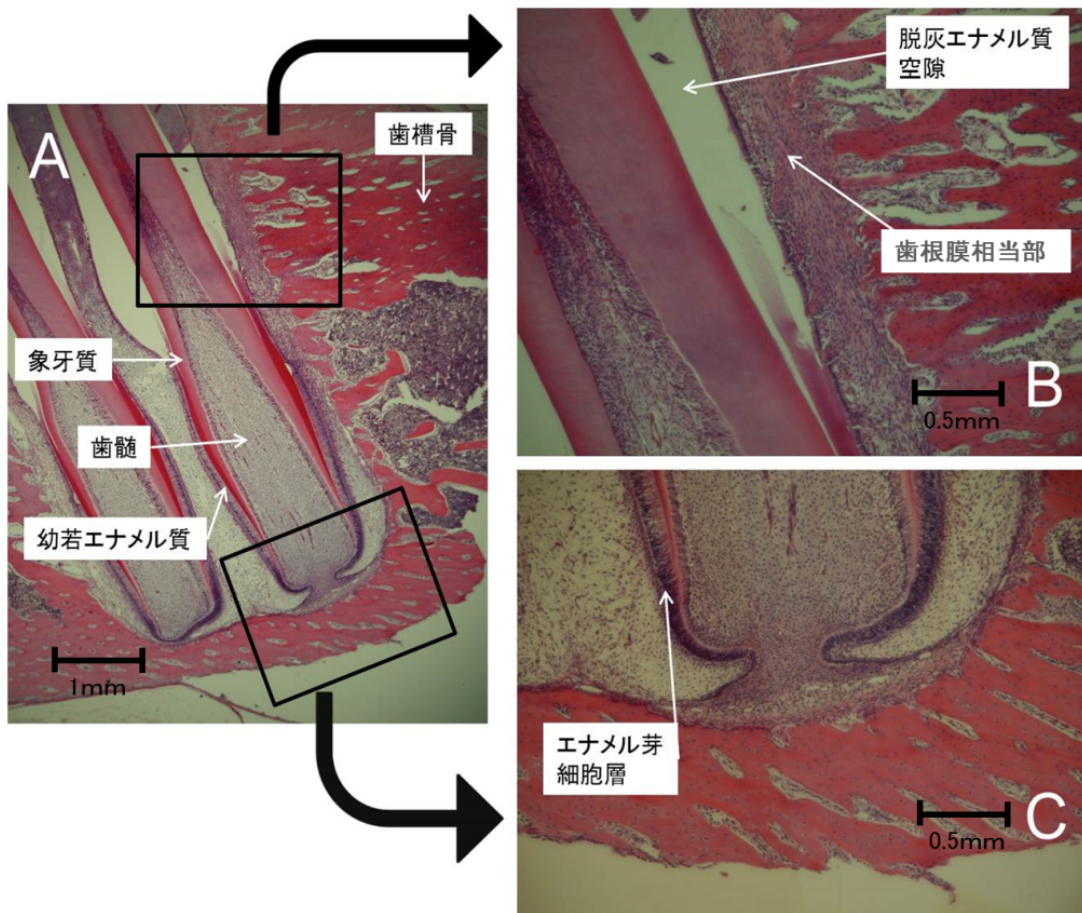 A
歯槽骨
象牙質
歯髄
幼若エナメル質
1mm
脱灰エナメル質
空隙
歯根膜相当部
0.5mm
B
エナメル芽
細胞層
0.5mm
C